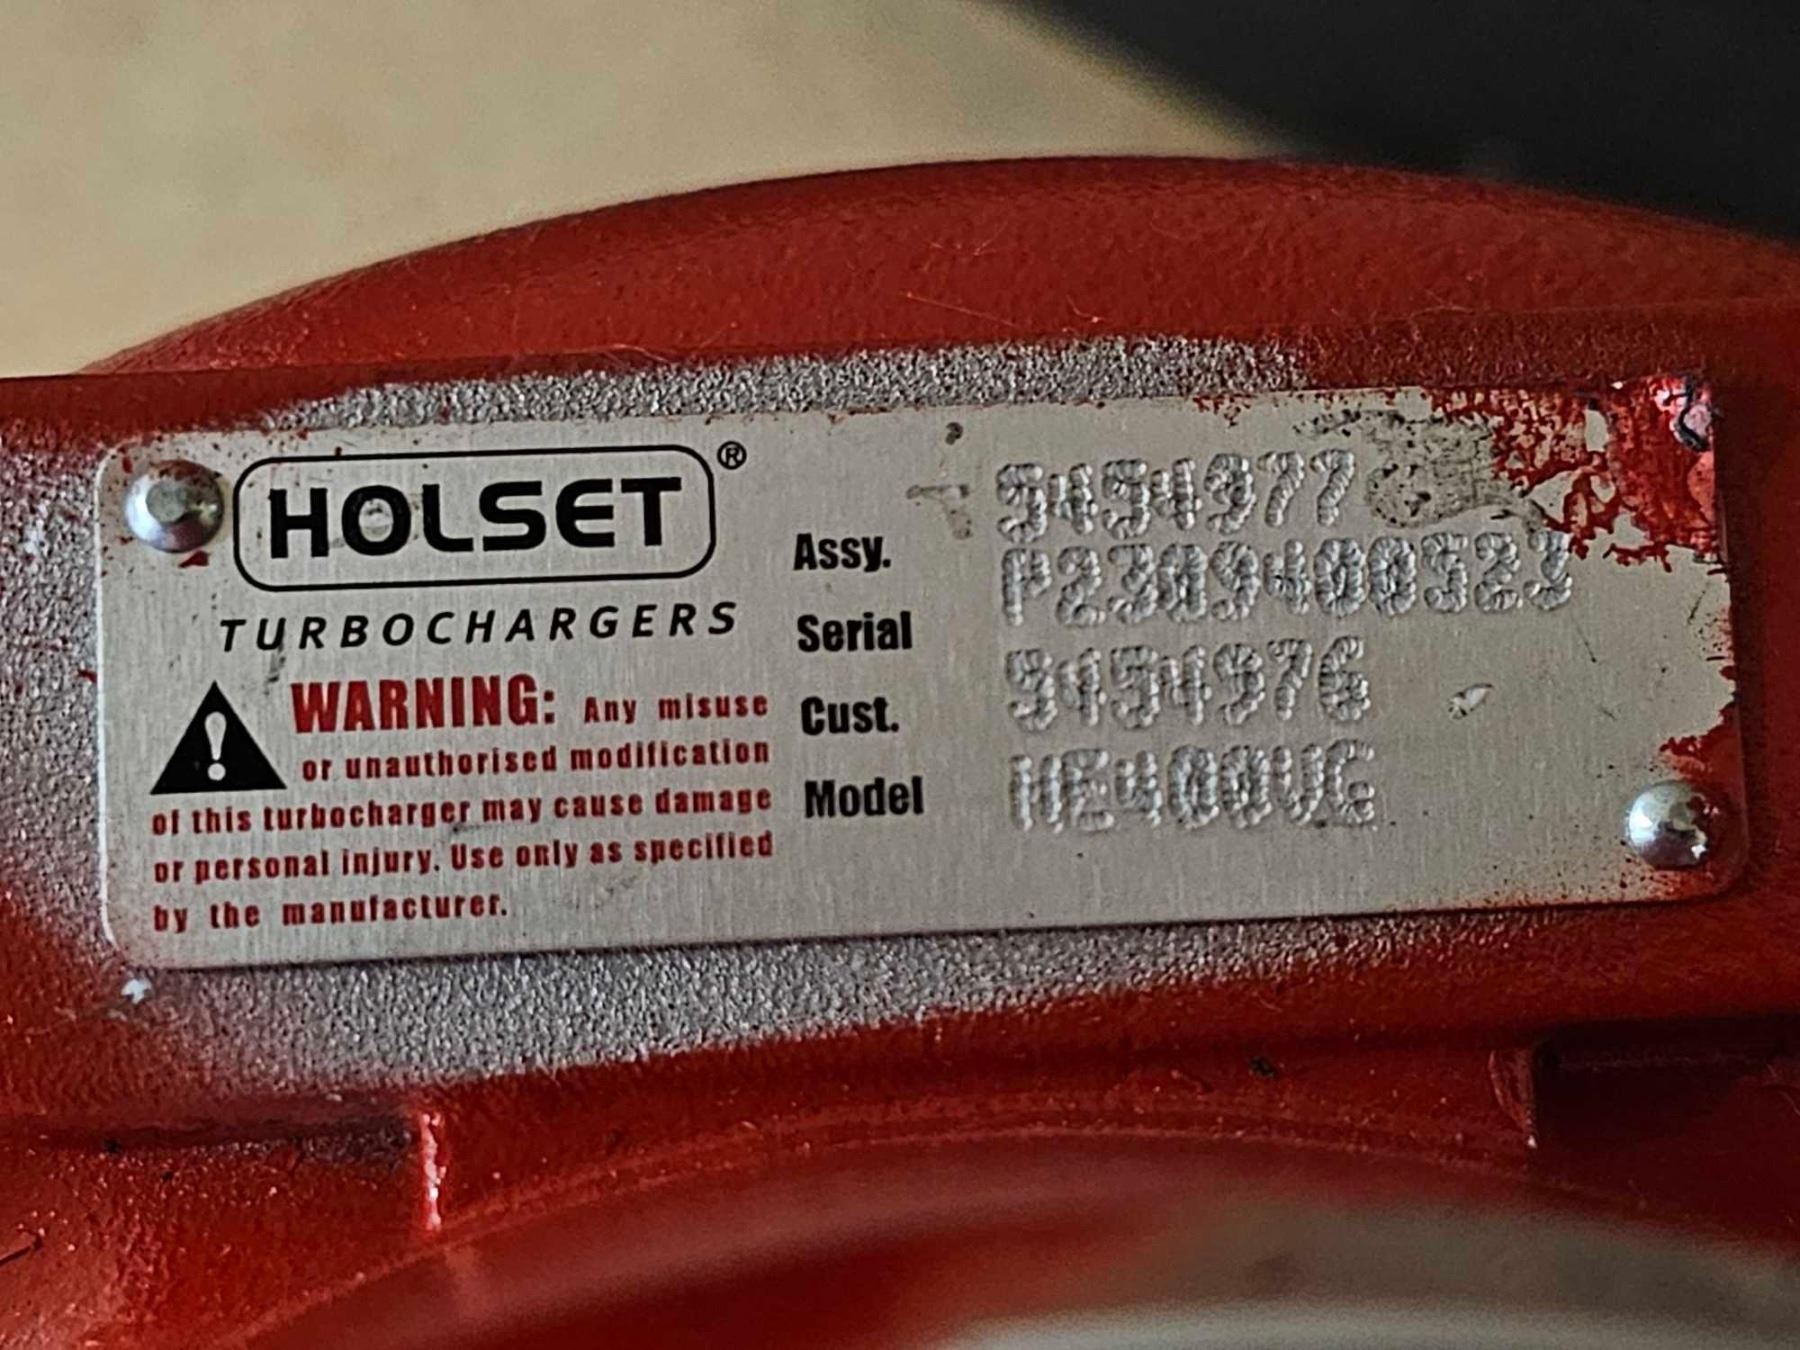 HOLSET®
TURBOCHARGERS
WARNING: Any misuse
or unauthorised modification
of this turbocharger may cause damage
or personal injury. Use only as specified
by the manufacturer.
Assy. 5454977
Serial P2309400523
Cust. 5454976
Model HE400VG